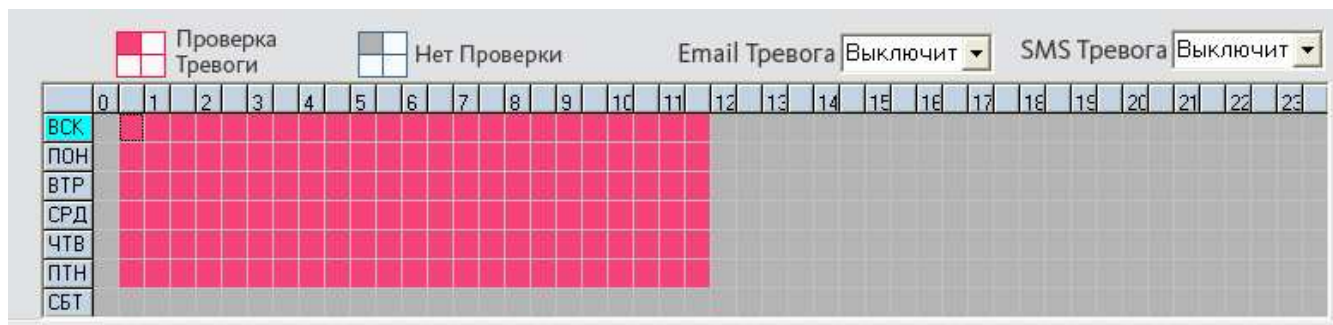 Проверка
Тревоги
Нет Проверки
Email Тревога Выключит
SMS Тревога Выключит
0 1 2 3 4 5 6 7 8 9 10 11 12 13 14 15 16 17 18 19 20 21 22 23
ВСК
ПОН
ВТР
СРД
ЧТВ
ПТН
СБТ